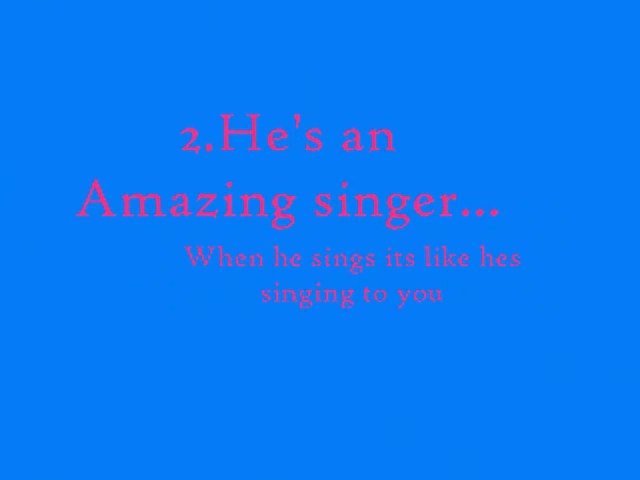 2.He's an
Amazing singer...
When he sings its like hes
singing to you